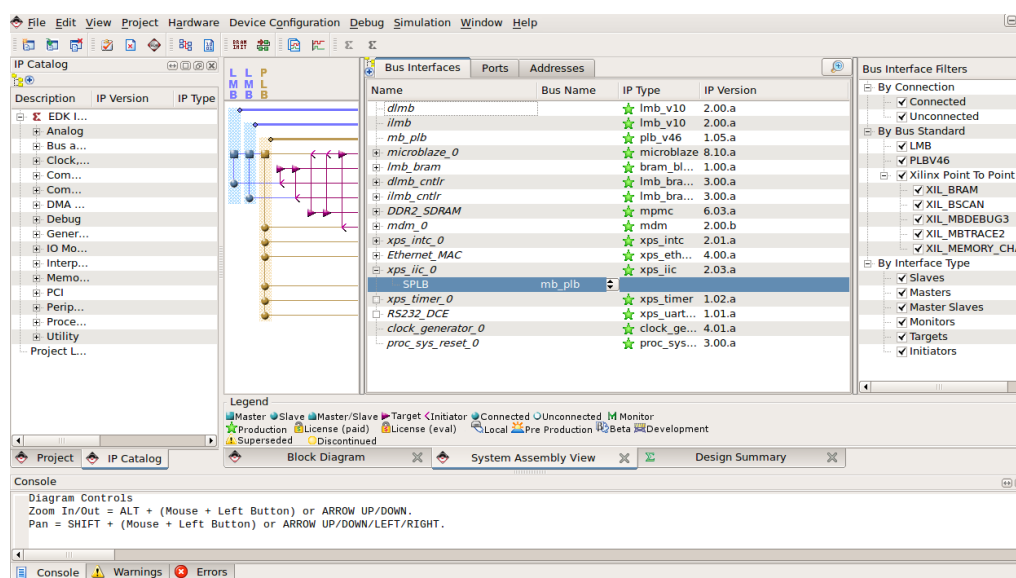 File Edit View Project Hardware Device Configuration Debug Simulation Window Help
IP Catalog
Description IP Version IP Type
EDK I...
Analog
Bus a...
Clock,...
Com...
Com...
DMA ...
Debug
Gener...
IO Mo...
Interp...
Memo...
PCI
Perip...
Proce...
Utility
Project L...
L L P
M M L
B B B
Bus Interfaces Ports Addresses
Name Bus Name IP Type IP Version
dlmb lmb_v10 2.00.a
ilmb lmb_v10 2.00.a
mb_plb plb_v46 1.05.a
microblaze_0 microblaze 8.10.a
lmb_bram bram_bl... 1.00.a
dlmb_cntlr lmb_bra... 3.00.a
ilmb_cntlr lmb_bra... 3.00.a
DDR2_SDRAM mpmc 6.03.a
mdm_0 mdm 2.00.b
xps_intc_0 xps_intc 2.01.a
Ethernet_MAC xps_eth... 4.00.a
xps_iic_0 xps_iic 2.03.a
SPLB mb_plb
xps_timer_0 xps_timer 1.02.a
RS232_DCE xps_uart... 1.01.a
clock_generator_0 clock_ge... 4.01.a
proc_sys_reset_0 proc_sys... 3.00.a
Bus Interface Filters
By Connection
Connected
Unconnected
By Bus Standard
LMB
PLBV46
Xilinx Point To Point
XIL_BRAM
XIL_BSCAN
XIL_MBDEBUG3
XIL_MBTRACE2
XIL_MEMORY_CHA
By Interface Type
Slaves
Masters
Master Slaves
Monitors
Targets
Initiators
Legend
Master Slave Master/Slave Target Initiator Connected Unconnected M Monitor
Production License (paid) License (eval) Local Pre Production Beta Development
Superseded Discontinued
Project IP Catalog
Block Diagram System Assembly View Design Summary
Console
Diagram Controls
Zoom In/Out = ALT + (Mouse + Left Button) or ARROW UP/DOWN.
Pan = SHIFT + (Mouse + Left Button) or ARROW UP/DOWN/LEFT/RIGHT.
Console Warnings Errors